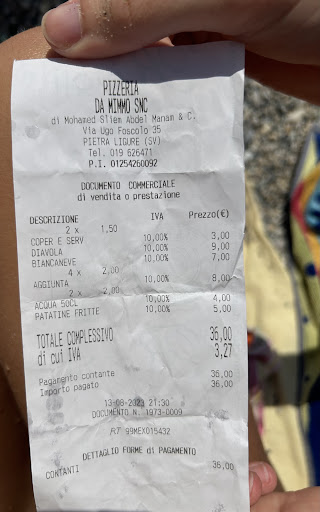 PIZZERIA
DA MIMMO SNC
di Mohamed Sliem Abdel Manam & C.
Via Ugo Foscolo 35
PIETRA LIGURE (SV)
Tel. 019 626471
P.I. 01254260092
DOCUMENTO COMMERCIALE
di vendita o prestazione
DESCRIZIONE IVA Prezzo(€)
2 x 1,50
COPER E SERV 10,00% 3,00
DIAVOLA 10,00% 9,00
BIANCANEVE 10,00% 7,00
4 x 2,00
AGGIUNTA 10,00% 8,00
2 x 2,00
ACQUA 50CL 10,00% 4,00
PATATINE FRITTE 10,00% 5,00
TOTALE COMPLESSIVO 36,00
di cui IVA 3,27
Pagamento contante 36,00
Importo pagato 36,00
13-08-2023 21:30
DOCUMENTO N. 1973-0009
RT 99MEX015432
DETTAGLIO FORME di PAGAMENTO
CONTANTI 36,00